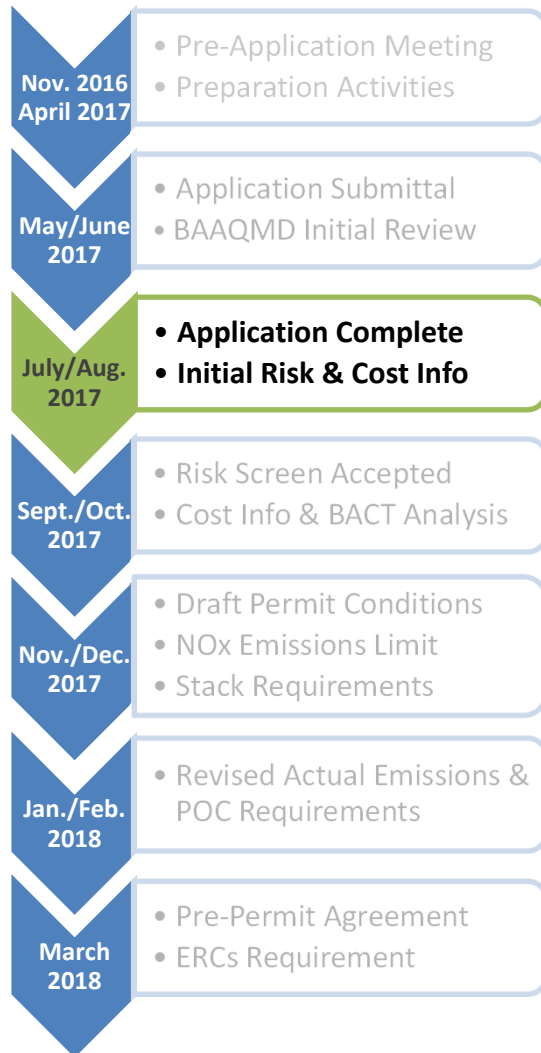 Nov. 2016
April 2017
• Pre-Application Meeting
• Preparation Activities
May/June
2017
• Application Submittal
• BAAQMD Initial Review
July/Aug.
2017
• Application Complete
• Initial Risk & Cost Info
Sept./Oct.
2017
• Risk Screen Accepted
• Cost Info & BACT Analysis
Nov./Dec.
2017
• Draft Permit Conditions
• NOx Emissions Limit
• Stack Requirements
Jan./Feb.
2018
• Revised Actual Emissions &
POC Requirements
March
2018
• Pre-Permit Agreement
• ERCs Requirement